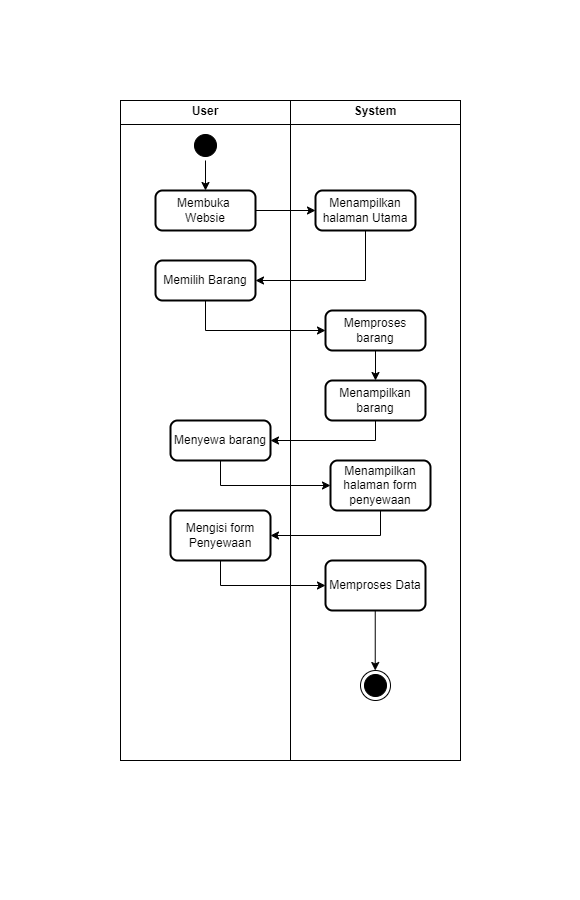 User
System
Membuka
Websie
Menampilkan
halaman Utama
Memilih Barang
Memproses
barang
Menampilkan
barang
Menyewa barang
Menampilkan
halaman form
penyewaan
Mengisi form
Penyewaan
Memproses Data